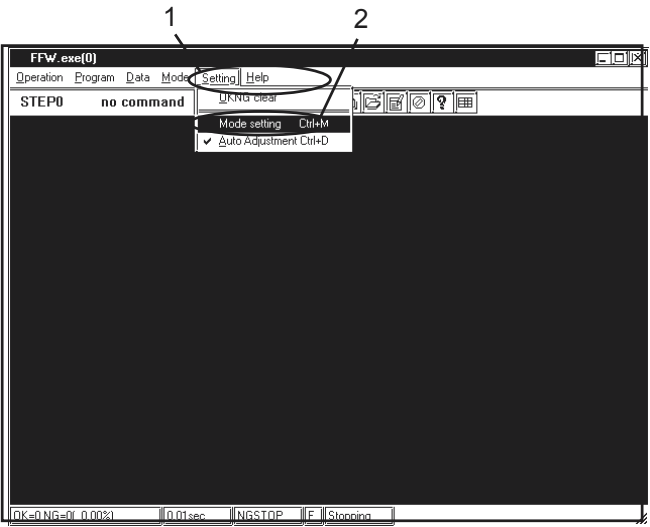 1 2
FFW.exe(0)
Operation Program Data Mode Setting Help
STEP0 no command
OKNG clear
Mode setting Ctrl+M
✔ Auto Adjustment Ctrl+D
OK=0 NG=0( 0.00%) 0.01sec NGSTOP F Stopping